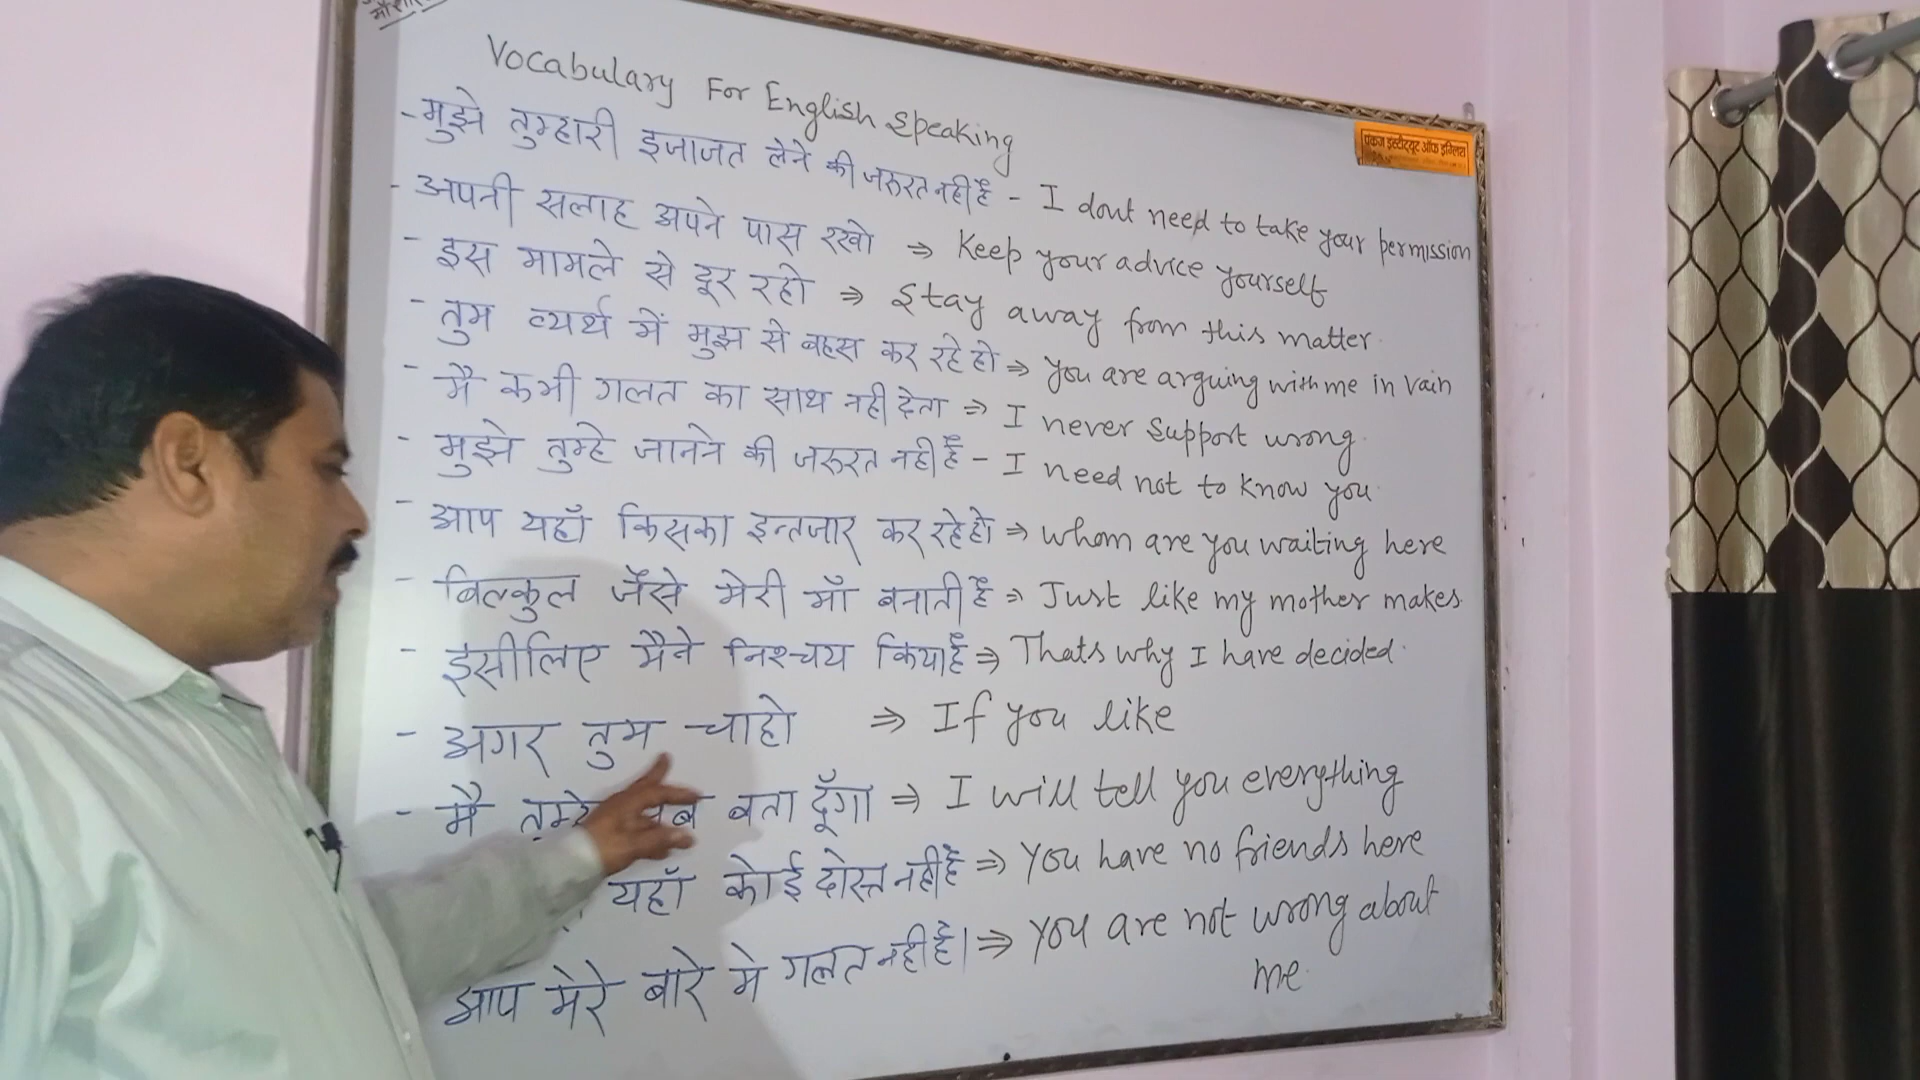 Vocabulary For English Speaking
पंकज इंस्टीट्यूट ऑफ इंग्लिश
- मुझे तुम्हारी इजाजत लेने की जरुरत नही है - I dont need to take your permission
- अपनी सलाह अपने पास रखो ⇒ Keep your advice yourself
- इस मामले से दूर रहो ⇒ Stay away from this matter.
- तुम व्यर्थ में मुझ से बहस कर रहे हो ⇒ you are arguing with me in vain
- मै कभी गलत का साथ नही देता ⇒ I never support wrong.
- मुझे तुम्हे जानने की जरुरत नही है - I need not to know you.
- आप यहाँ किसका इन्तजार कर रहे हो ⇒ whom are you waiting here
- बिल्कुल जैसे मेरी माँ बनाती है ⇒ Just like my mother makes.
- इसीलिए मैने निश्चय किया है ⇒ Thats why I have decided.
- अगर तुम चाहो ⇒ If you like
- मै तुम्हे बता दूँगा ⇒ I will tell you everything
यहाँ कोई दोस्त नही है ⇒ You have no friends here
आप मेरे बारे मे गलत नही है। ⇒ You are not wrong about
me.